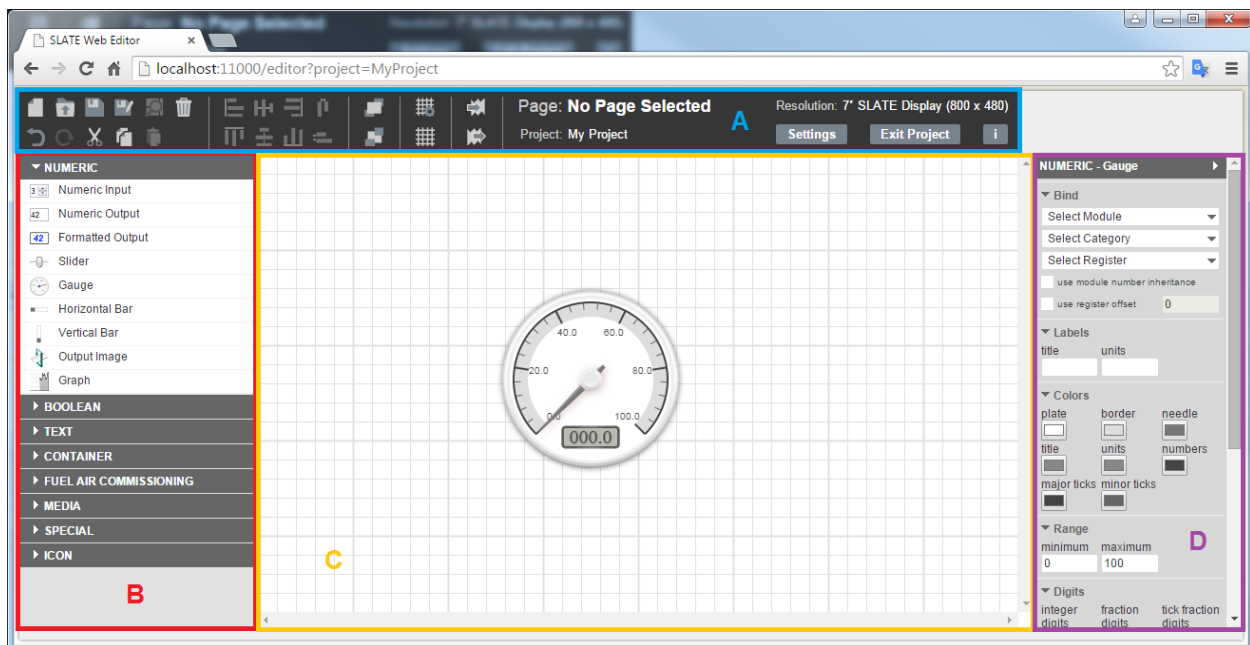 SLATE Web Editor
localhost:11000/editor?project=MyProject
Page: No Page Selected
Project: My Project
A
Resolution: 7" SLATE Display (800 x 480)
Settings Exit Project i
NUMERIC
3 Numeric Input
42 Numeric Output
42 Formatted Output
Slider
Gauge
Horizontal Bar
Vertical Bar
Output Image
Graph
BOOLEAN
TEXT
CONTAINER
FUEL AIR COMMISSIONING
MEDIA
SPECIAL
ICON
B
40.0 60.0
20.0 80.0
0.0 100.0
000.0
C
NUMERIC - Gauge
Bind
Select Module
Select Category
Select Register
use module number inheritance
use register offset 0
Labels
title units
Colors
plate border needle
title units numbers
major ticks minor ticks
Range
minimum maximum
0 100
D
Digits
integer fraction tick fraction
digits digits digits